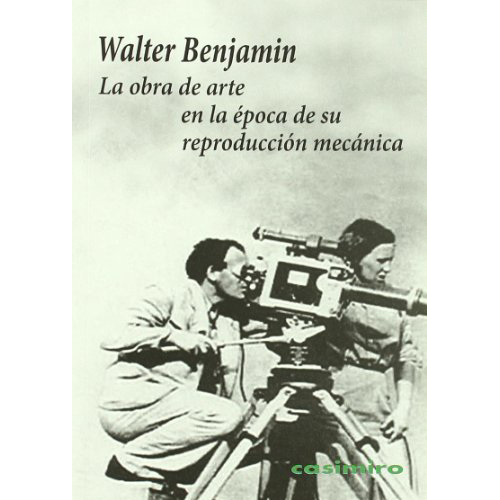 Walter Benjamin
La obra de arte
en la época de su
reproducción mecánica
casimiro